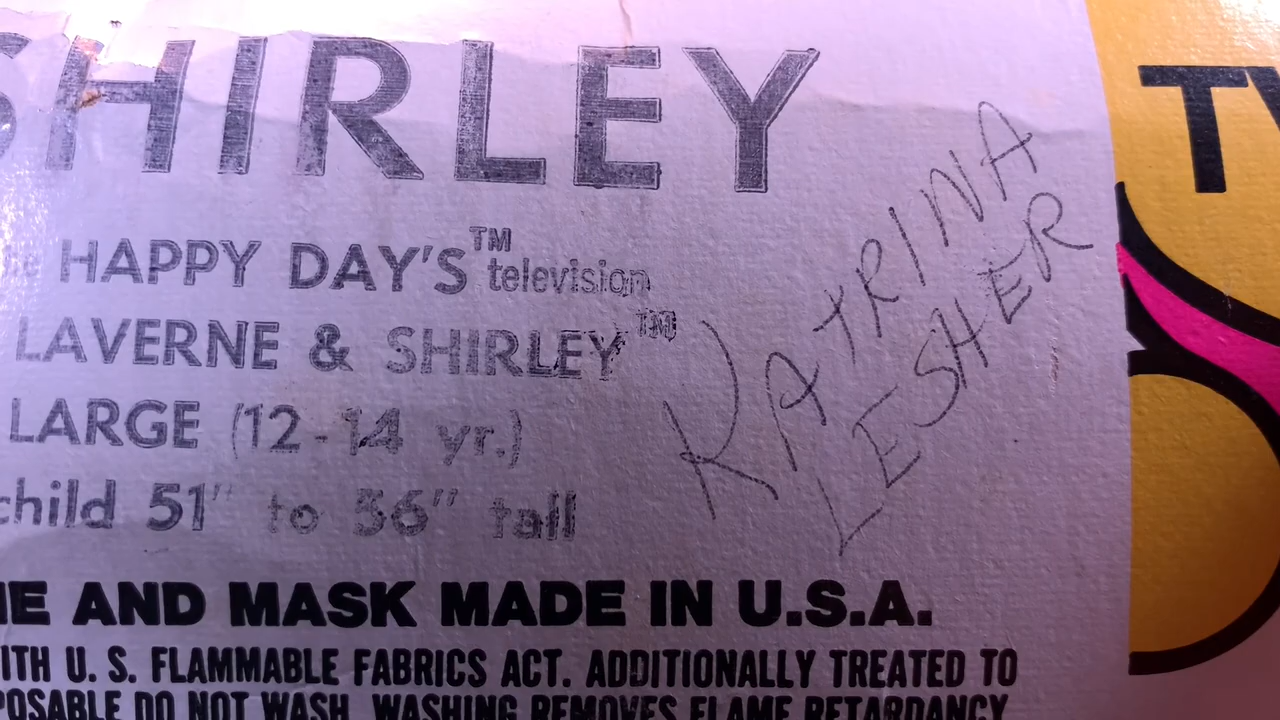 SHIRLEY
HAPPY DAY'S™ television
LAVERNE & SHIRLEY™
LARGE (12-14 yr.)
child 51" to 56" tall
KATRINA
LESHER
AND MASK MADE IN U.S.A.
U. S. FLAMMABLE FABRICS ACT. ADDITIONALLY TREATED TO
DO NOT WASH. WASHING REMOVES FLAME RETARDANCY
TV